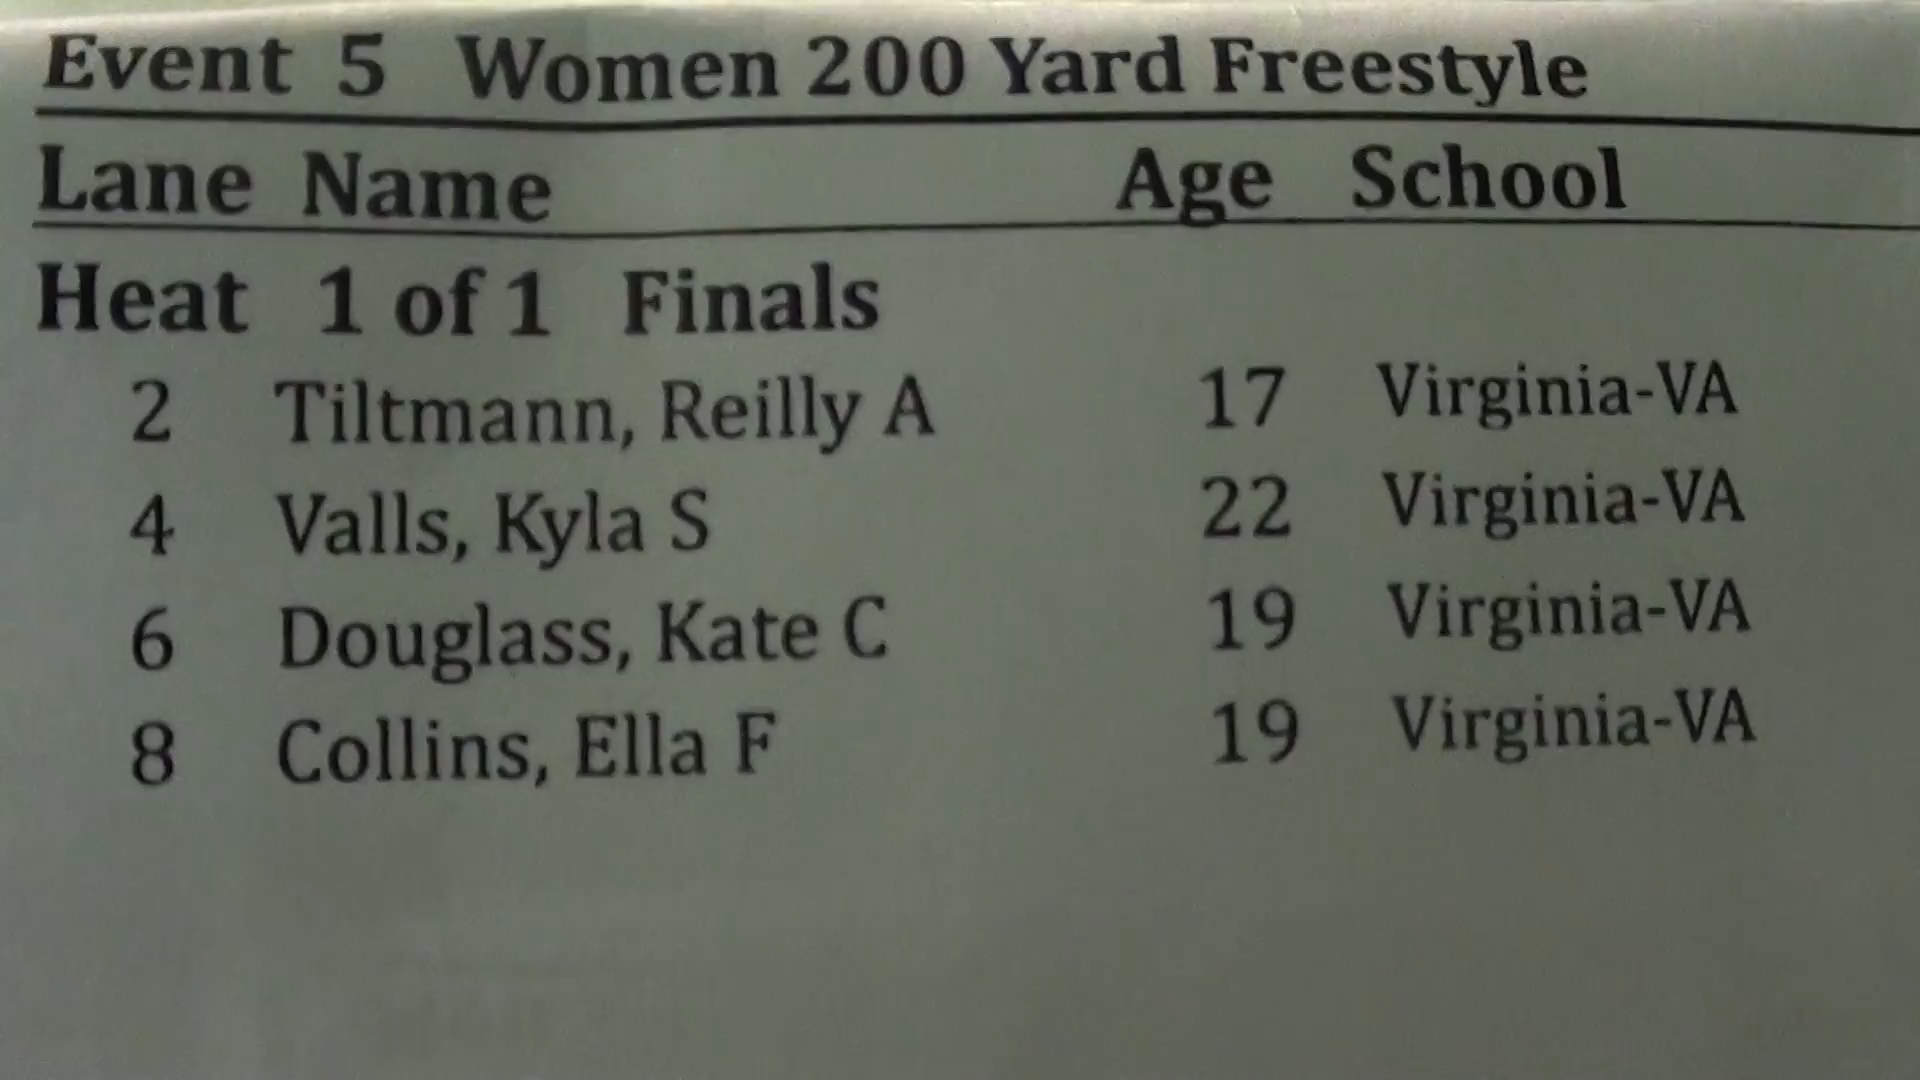 Event 5 Women 200 Yard Freestyle
Lane Name Age School
Heat 1 of 1 Finals
2 Tiltmann, Reilly A 17 Virginia-VA
4 Valls, Kyla S 22 Virginia-VA
6 Douglass, Kate C 19 Virginia-VA
8 Collins, Ella F 19 Virginia-VA